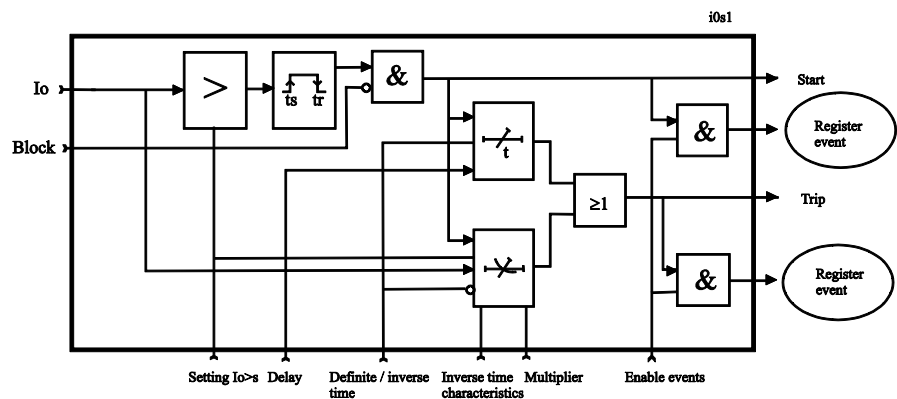 i0s1
Io
>
ts tr
&
Start
Block
t
&
Register
event
≥1
Trip
&
Register
event
Setting Io>s
Delay
Definite / inverse
time
Inverse time
characteristics
Multiplier
Enable events